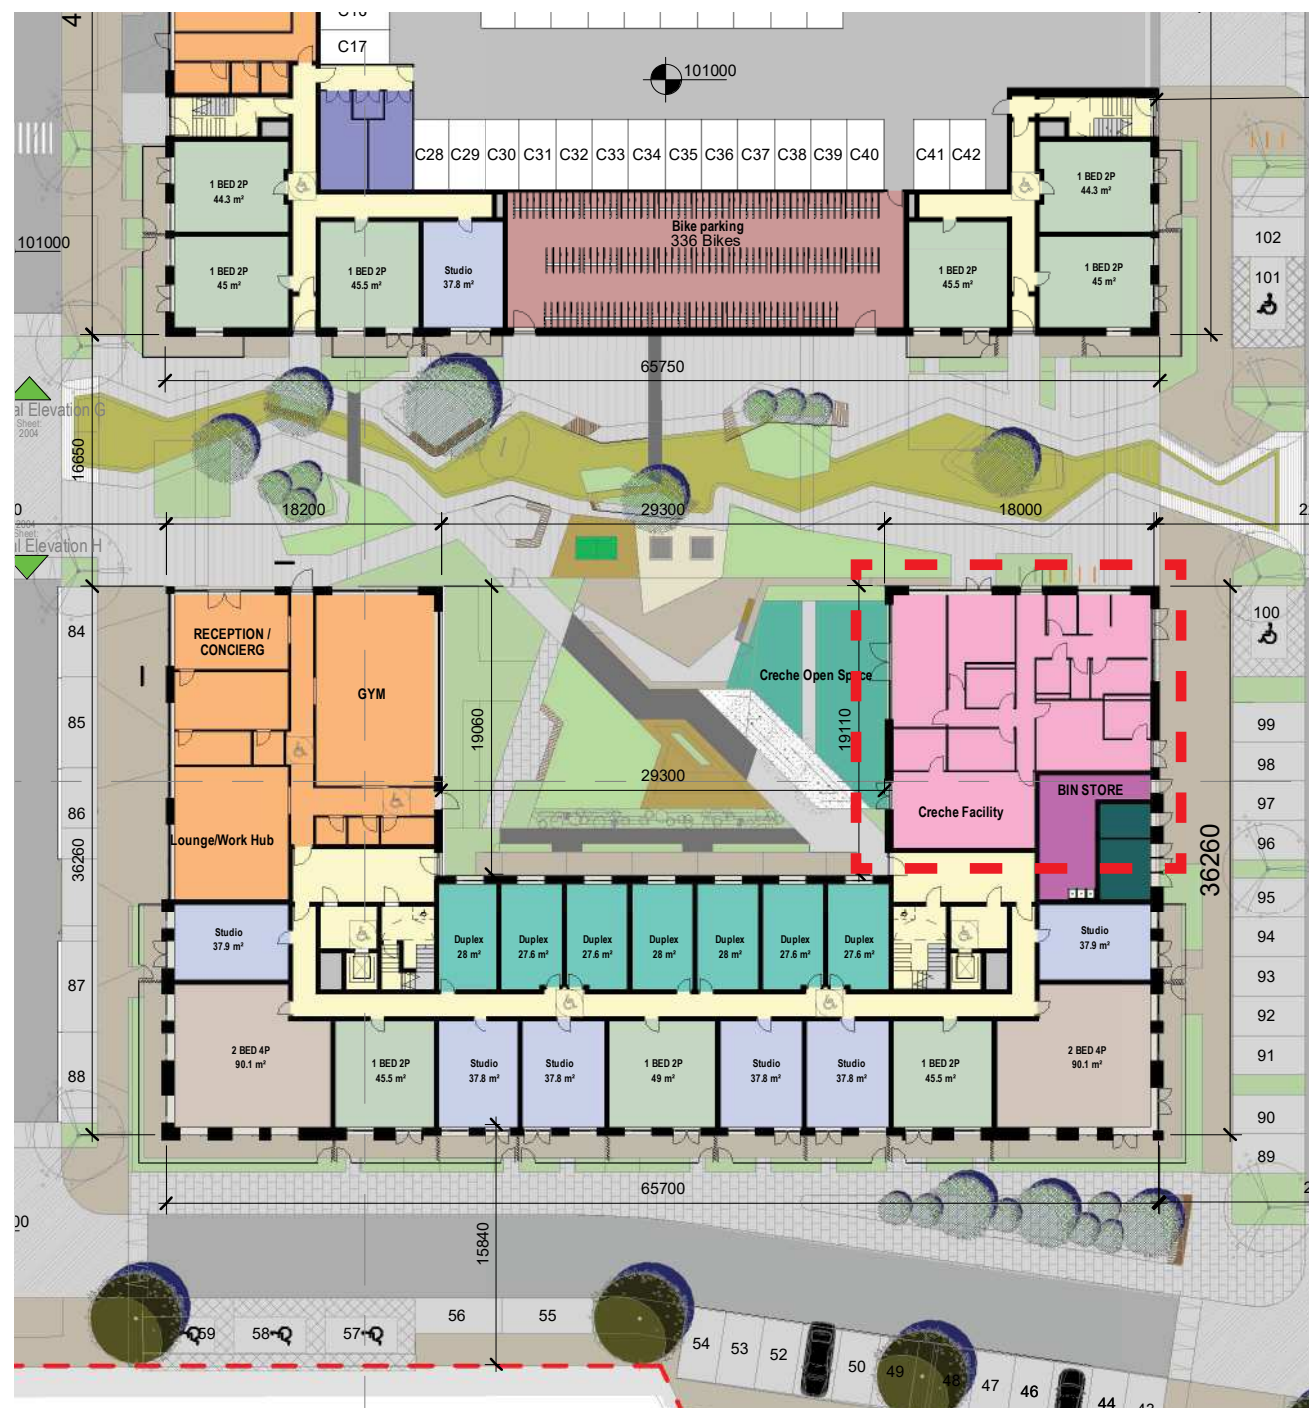 C17
101000
C28 C29 C30 C31 C32 C33 C34 C35 C36 C37 C38 C39 C40 C41 C42
1 BED 2P
44.3 m²
1 BED 2P
44.3 m²
Bike parking
336 Bikes
102
101000
1 BED 2P
45 m²
1 BED 2P
45.5 m²
Studio
37.8 m²
1 BED 2P
45.5 m²
1 BED 2P
45 m²
101
65750
al Elevation G
Sheet:
2004
16650
18200
29300
18000
2004
Sheet:
al Elevation H
84
RECEPTION /
CONCIERG
GYM
100
Creche Open Space
85
19060
19110
99
98
29300
BIN STORE
97
86
Creche Facility
Lounge/Work Hub
96
36260
36260
95
Studio
37.9 m²
Duplex
28 m²
Duplex
27.6 m²
Duplex
27.6 m²
Duplex
28 m²
Duplex
28 m²
Duplex
27.6 m²
Duplex
27.6 m²
Studio
37.9 m²
94
93
87
92
2 BED 4P
90.1 m²
1 BED 2P
45.5 m²
Studio
37.8 m²
Studio
37.8 m²
1 BED 2P
49 m²
Studio
37.8 m²
Studio
37.8 m²
1 BED 2P
45.5 m²
2 BED 4P
90.1 m²
91
88
90
89
65700
15840
59
58
57
56
55
54
53
52
50
49
48
47
46
44